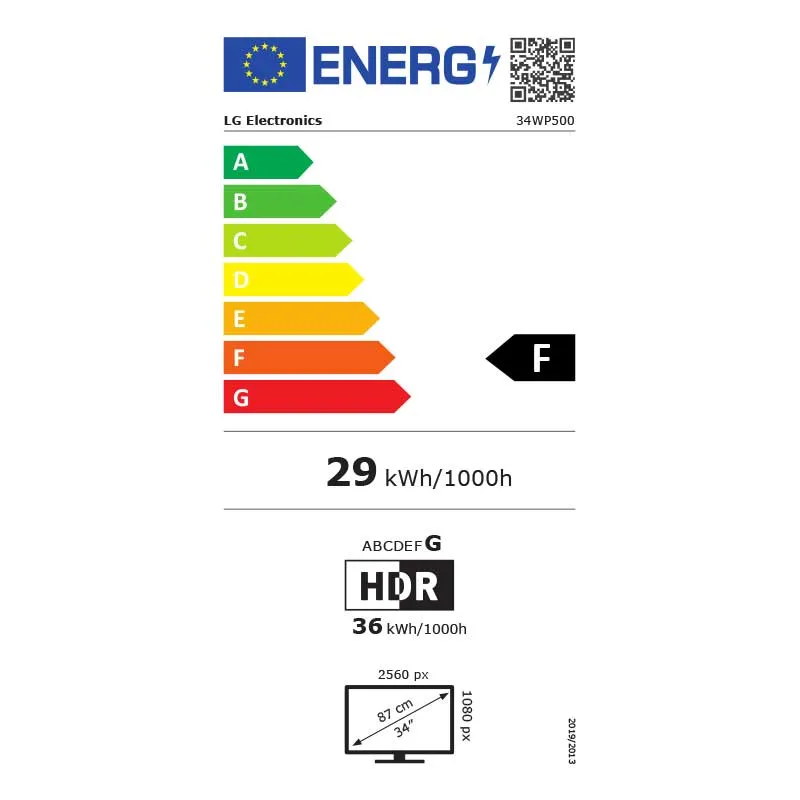 ENERG
LG Electronics 34WP500
A
B
C
D
E
F
F
G
29 kWh/1000h
ABCDEFG
HDR
36 kWh/1000h
2560 px
87 cm
34"
1080 px
2019/2013